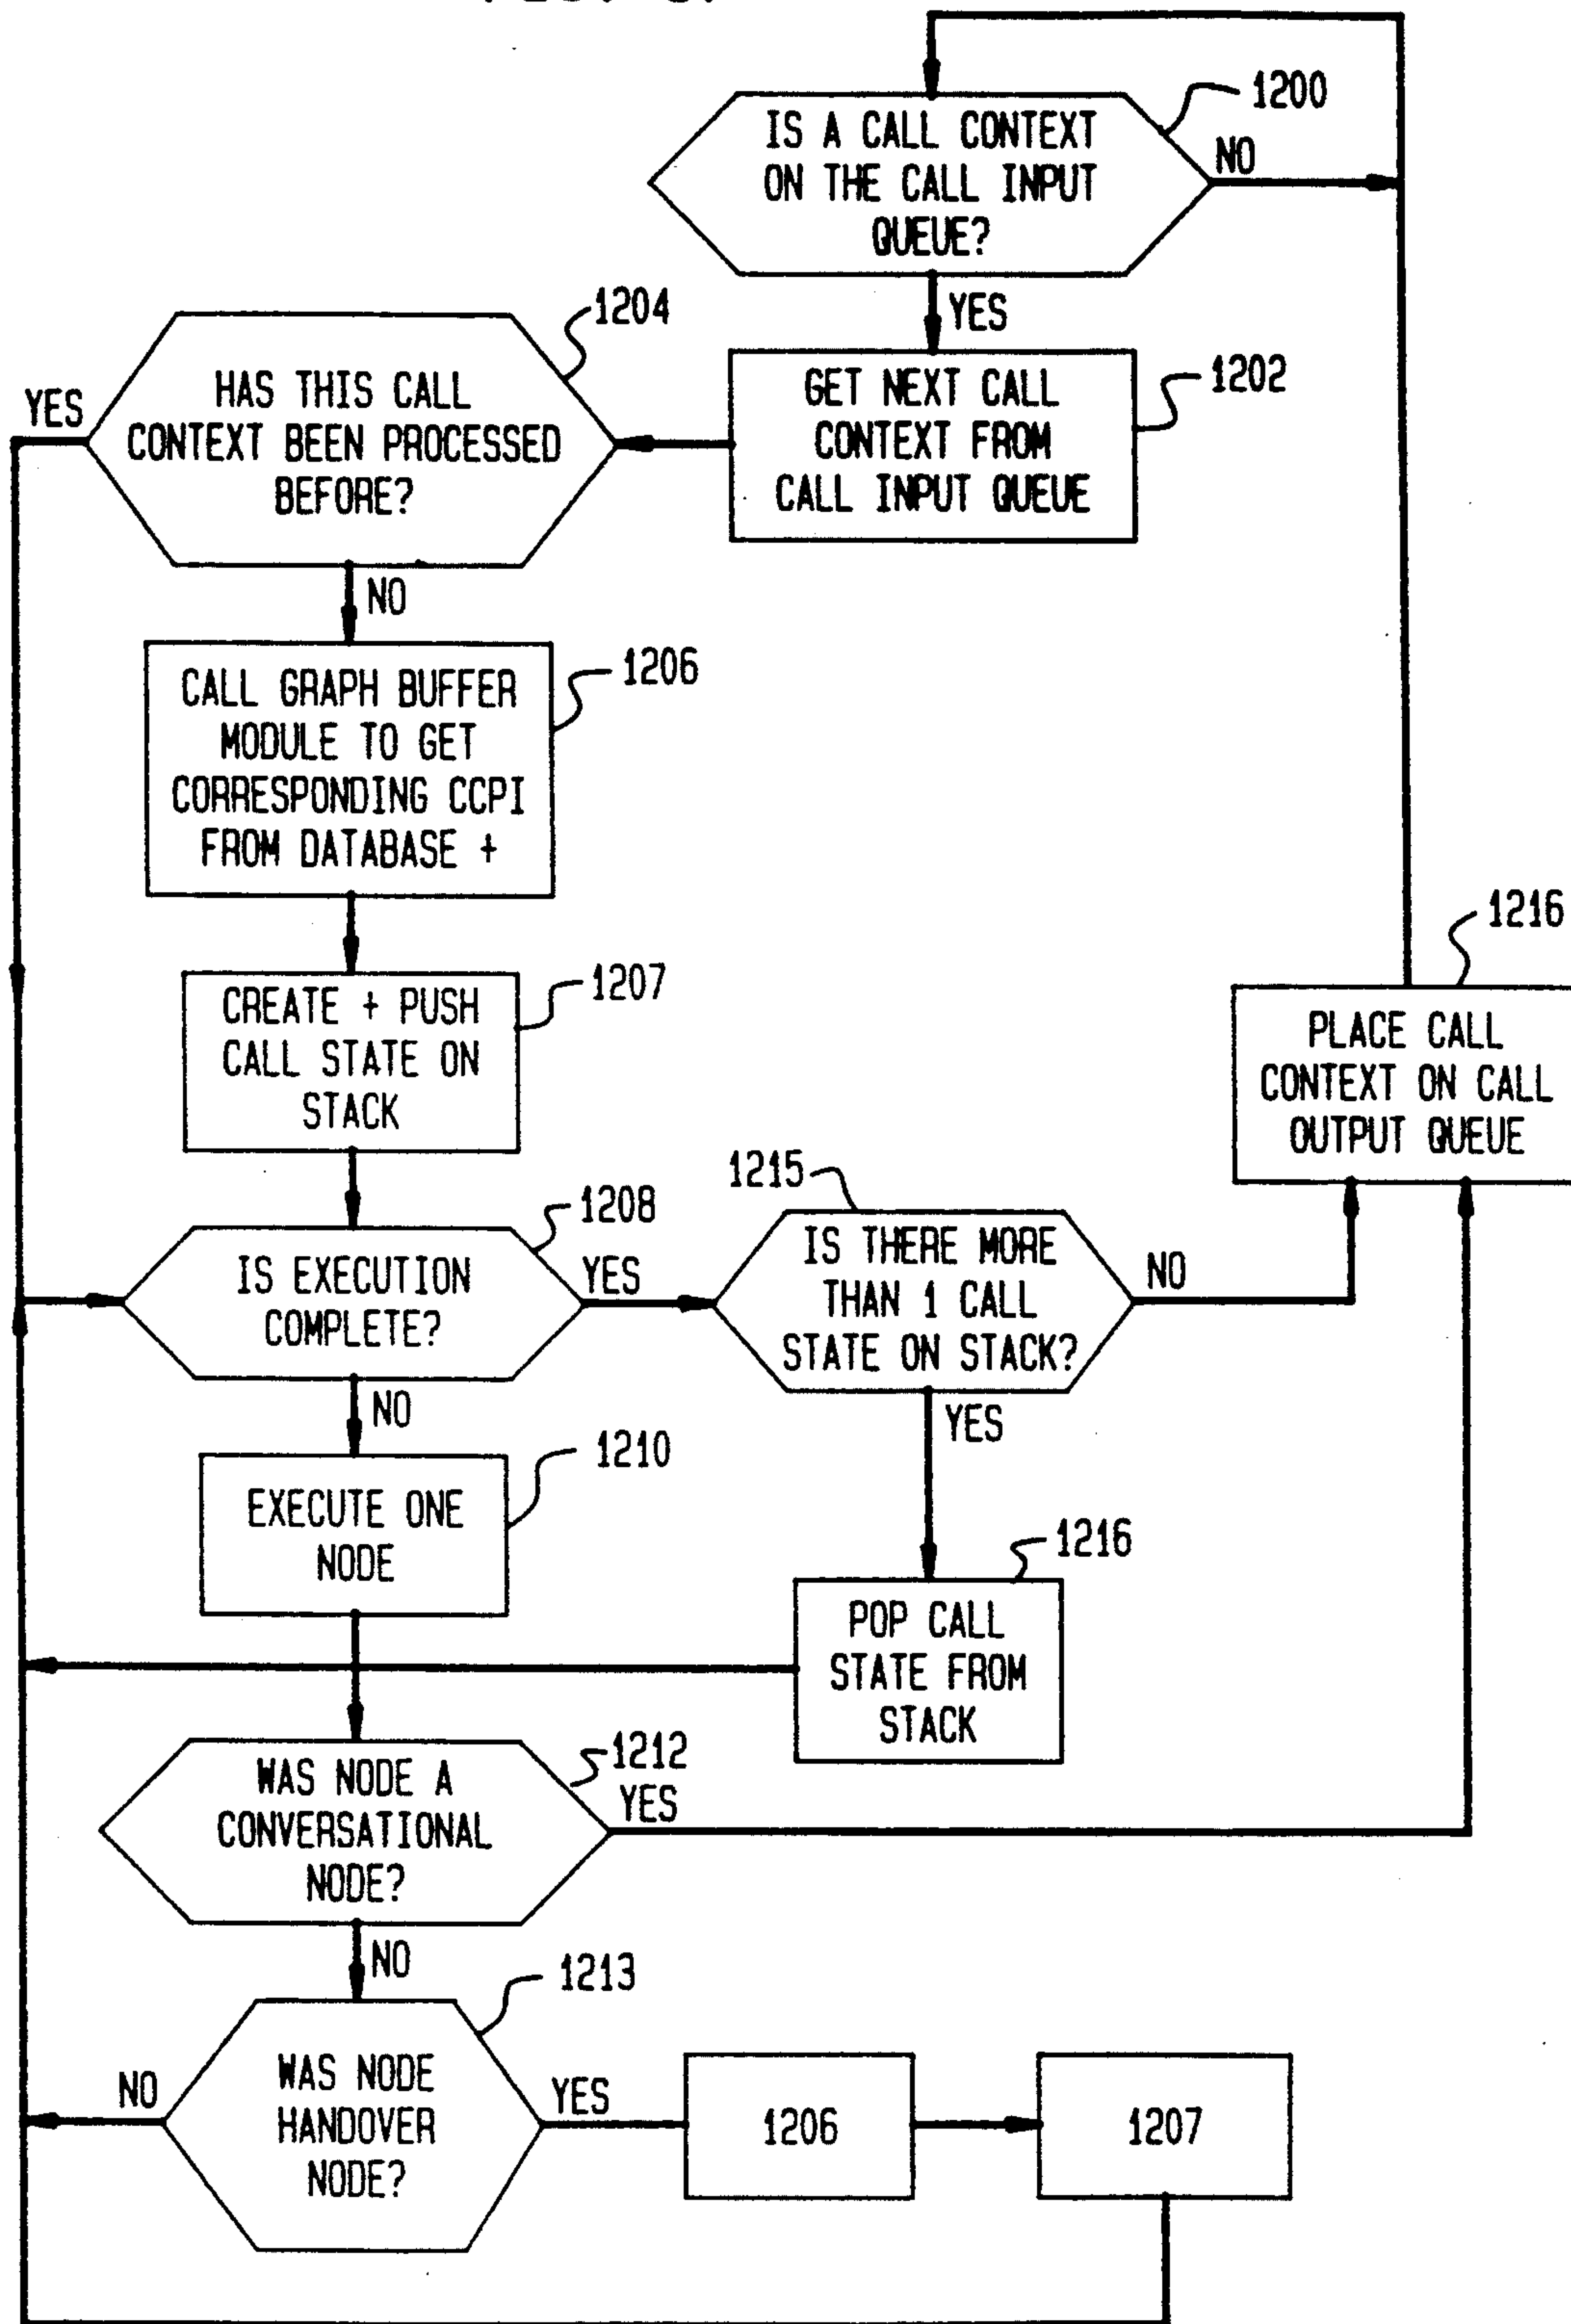 1200
IS A CALL CONTEXT
ON THE CALL INPUT
QUEUE?
NO
YES
1204
HAS THIS CALL
CONTEXT BEEN PROCESSED
BEFORE?
YES
NO
1202
GET NEXT CALL
CONTEXT FROM
CALL INPUT QUEUE
1206
CALL GRAPH BUFFER
MODULE TO GET
CORRESPONDING CCPI
FROM DATABASE +
1207
CREATE + PUSH
CALL STATE ON
STACK
1216
PLACE CALL
CONTEXT ON CALL
OUTPUT QUEUE
1208
IS EXECUTION
COMPLETE?
YES
NO
1215
IS THERE MORE
THAN 1 CALL
STATE ON STACK?
NO
YES
1210
EXECUTE ONE
NODE
1216
POP CALL
STATE FROM
STACK
1212
WAS NODE A
CONVERSATIONAL
NODE?
YES
NO
1213
WAS NODE
HANDOVER
NODE?
NO
YES
1206
1207